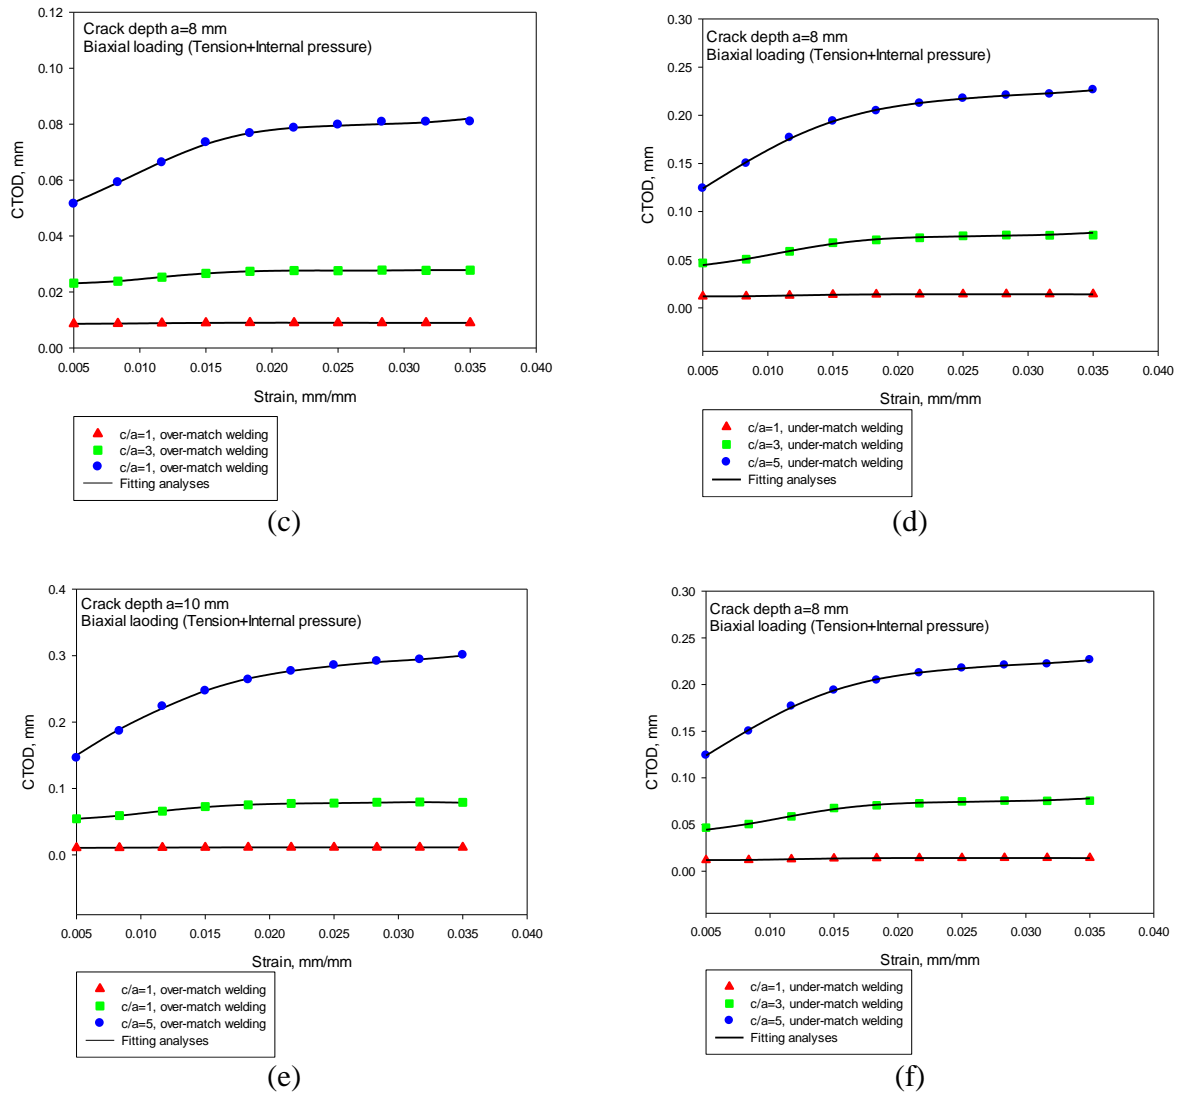 0.12
0.10
0.08
0.06
0.04
0.02
0.00
CTOD, mm
Crack depth a=8 mm
Biaxial loading (Tension+Internal pressure)
0.005 0.010 0.015 0.020 0.025 0.030 0.035 0.040
Strain, mm/mm
c/a=1, over-match welding
c/a=3, over-match welding
c/a=1, over-match welding
Fitting analyses
(c)
0.30
0.25
0.20
0.15
0.10
0.05
0.00
CTOD, mm
Crack depth a=8 mm
Biaxial loading (Tension+Internal pressure)
0.005 0.010 0.015 0.020 0.025 0.030 0.035 0.040
Strain, mm/mm
c/a=1, under-match welding
c/a=3, under-match welding
c/a=5, under-match welding
Fitting analyses
(d)
0.4
0.3
0.2
0.1
0.0
CTOD, mm
Crack depth a=10 mm
Biaxial laoding (Tension+Internal pressure)
0.005 0.010 0.015 0.020 0.025 0.030 0.035 0.040
Strain, mm/mm
c/a=1, over-match welding
c/a=1, over-match welding
c/a=5, over-match welding
Fitting analyses
(e)
0.30
0.25
0.20
0.15
0.10
0.05
0.00
CTOD, mm
Crack depth a=8 mm
Biaxial loading (Tension+Internal pressure)
0.005 0.010 0.015 0.020 0.025 0.030 0.035 0.040
Strain, mm/mm
c/a=1, under-match welding
c/a=3, under-match welding
c/a=5, under-match welding
Fitting analyses
(f)